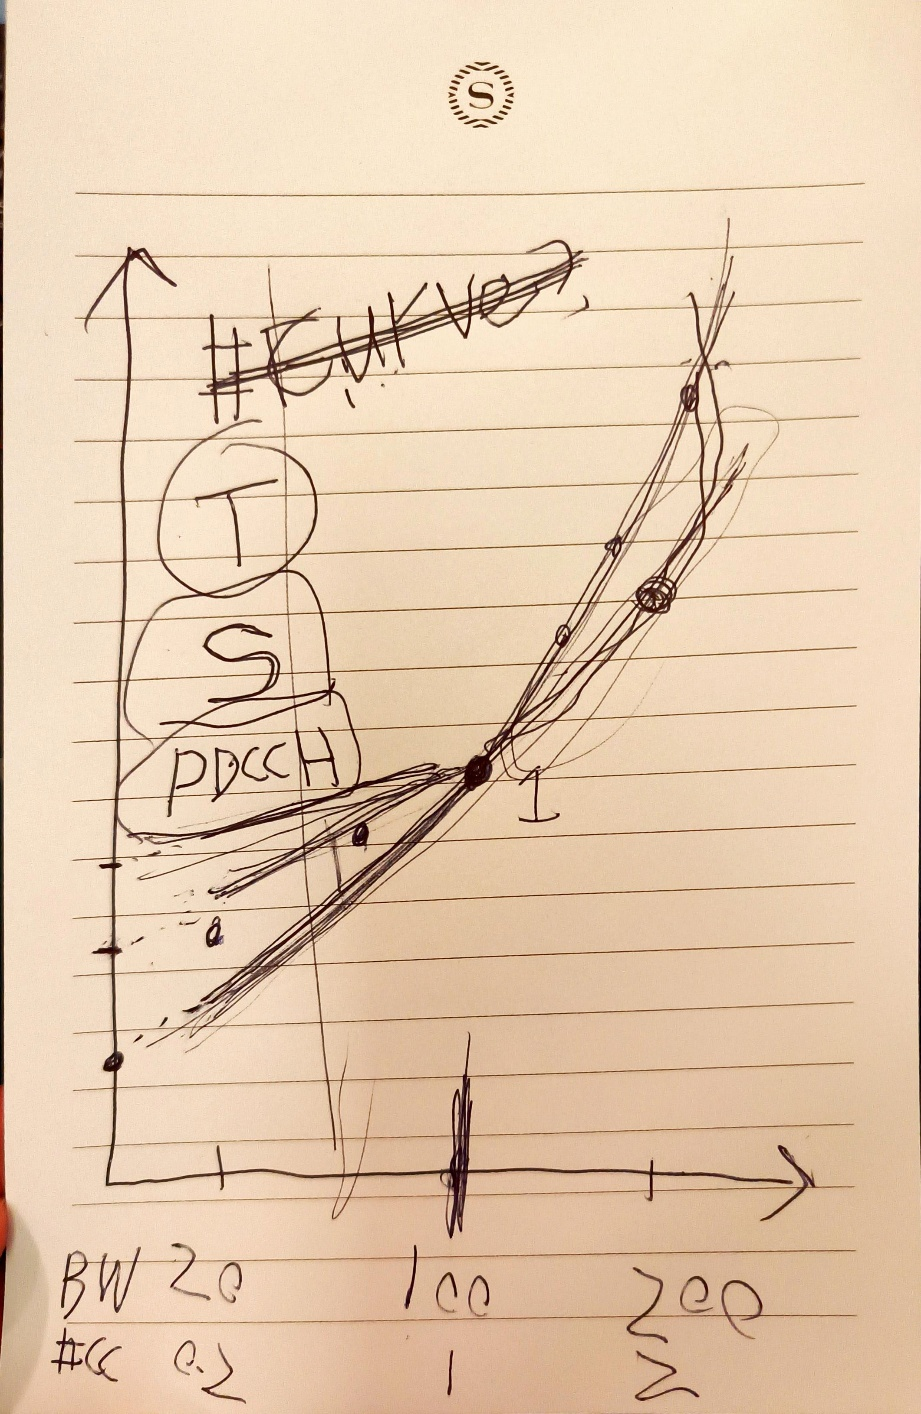 S
#Curve?
T
S
PDCCH
1
BW 20 100 200
#CC 0.2 1 2